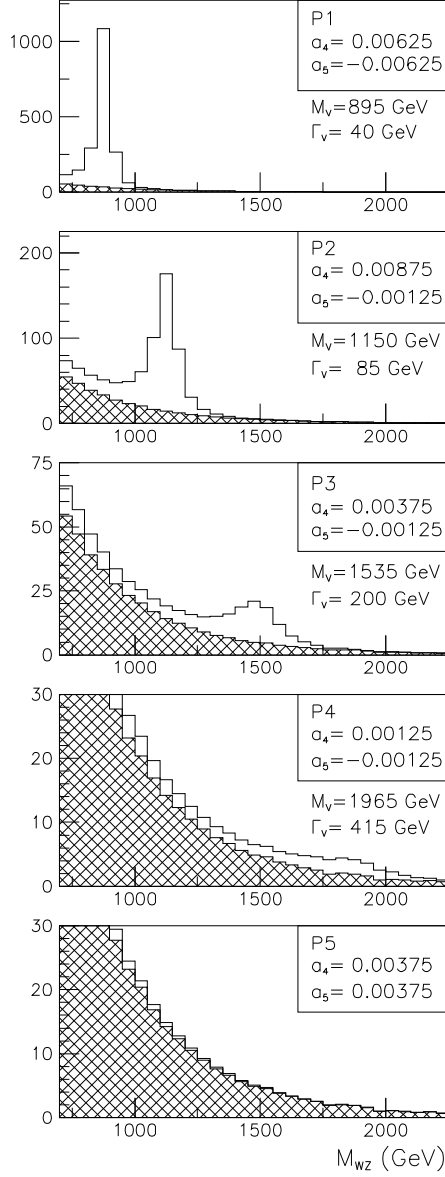 1000
500
0
P1
a₄= 0.00625
a₅=−0.00625
Mᵥ=895 GeV
Γᵥ= 40 GeV
1000
1500
2000
200
100
0
P2
a₄= 0.00875
a₅=−0.00125
Mᵥ=1150 GeV
Γᵥ= 85 GeV
1000
1500
2000
75
50
25
0
P3
a₄= 0.00375
a₅=−0.00125
Mᵥ=1535 GeV
Γᵥ= 200 GeV
1000
1500
2000
30
20
10
0
P4
a₄= 0.00125
a₅=−0.00125
Mᵥ=1965 GeV
Γᵥ= 415 GeV
1000
1500
2000
30
20
10
0
P5
a₄= 0.00375
a₅= 0.00375
1000
1500
2000
M_WZ (GeV)